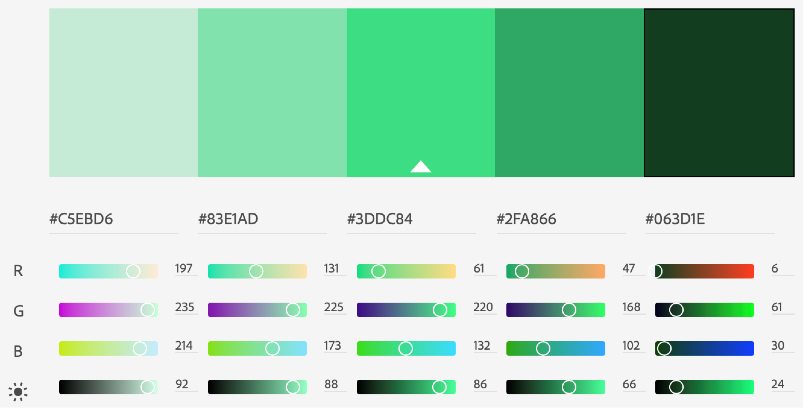 #C5EBD6 #83E1AD #3DDC84 #2FA866 #063D1E
R 197 131 61 47 6
G 235 225 220 168 61
B 214 173 132 102 30
92 88 86 66 24